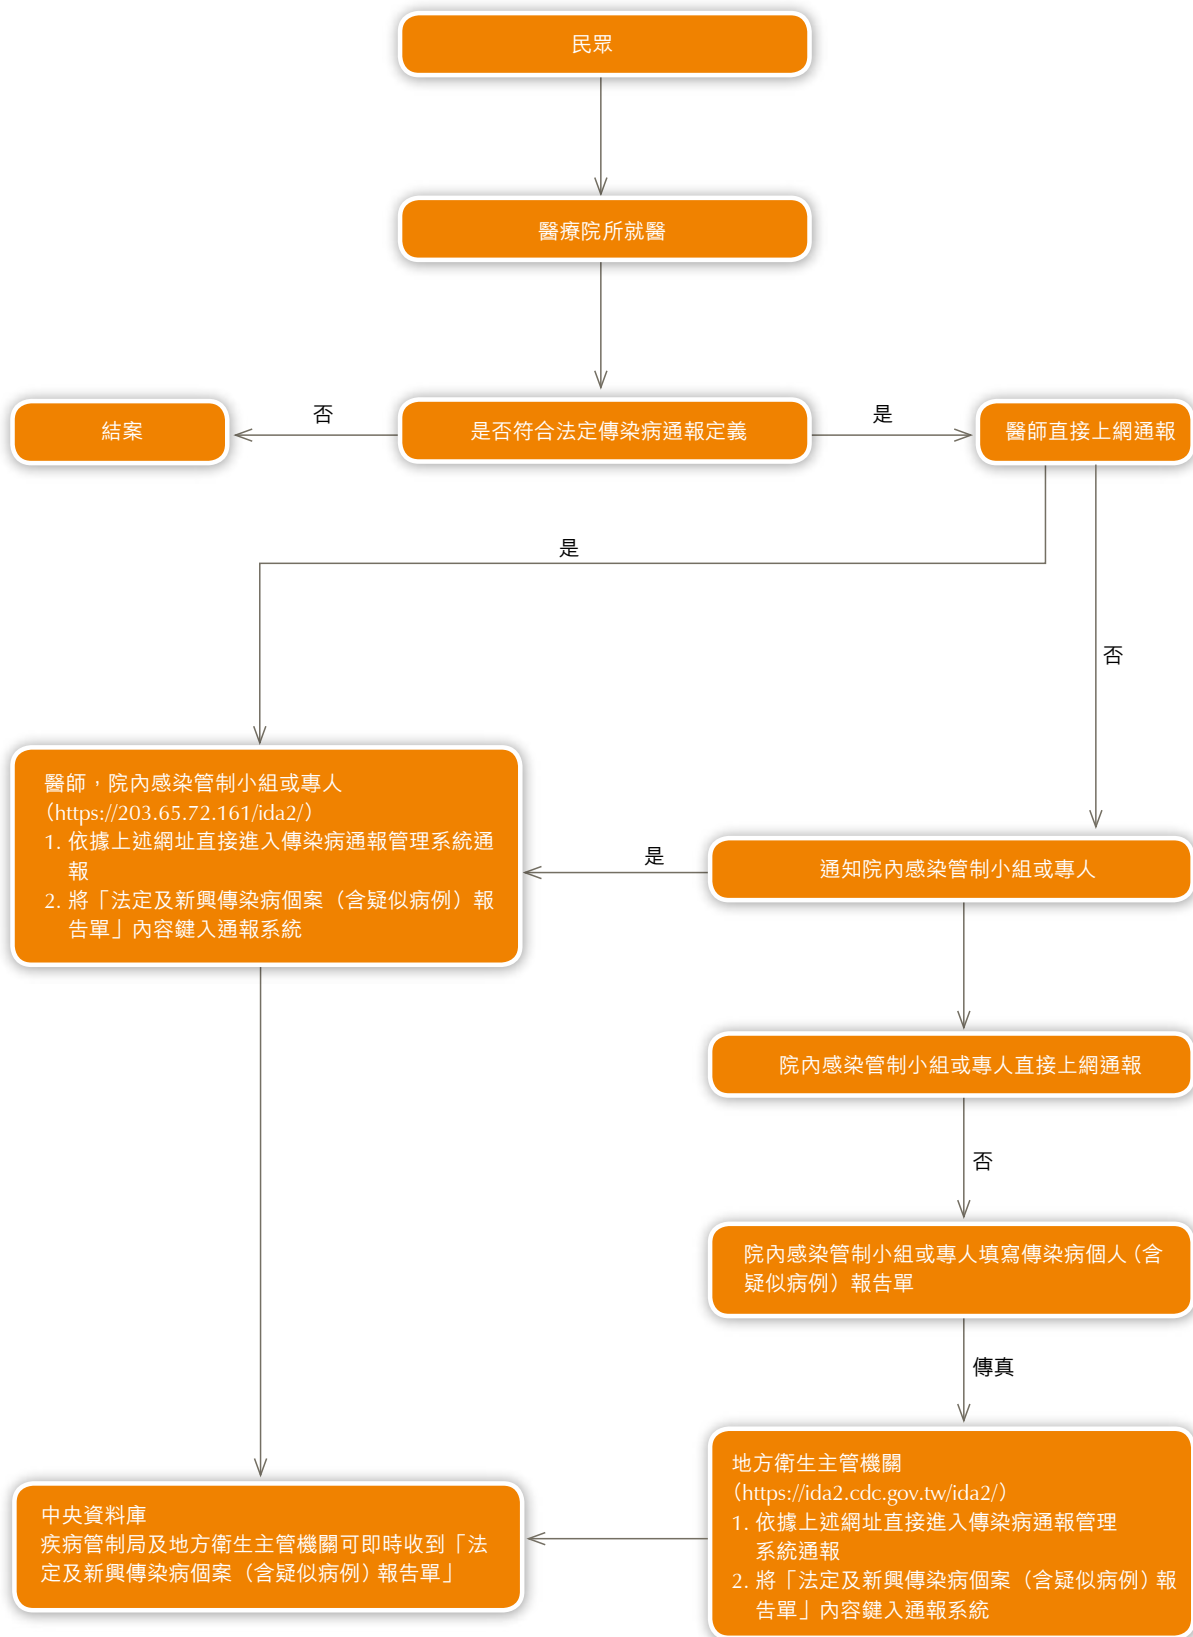 民眾
醫療院所就醫
結案
否
是否符合法定傳染病通報定義
是
醫師直接上網通報
是
否
醫師，院內感染管制小組或專人
（https://203.65.72.161/ida2/）
1. 依據上述網址直接進入傳染病通報管理系統通
報
2. 將「法定及新興傳染病個案（含疑似病例）報
告單」內容鍵入通報系統
是
通知院內感染管制小組或專人
院內感染管制小組或專人直接上網通報
否
院內感染管制小組或專人填寫傳染病個人（含
疑似病例）報告單
傳真
地方衛生主管機關
（https://ida2.cdc.gov.tw/ida2/）
1. 依據上述網址直接進入傳染病通報管理
系統通報
2. 將「法定及新興傳染病個案（含疑似病例）報
告單」內容鍵入通報系統
中央資料庫
疾病管制局及地方衛生主管機關可即時收到「法
定及新興傳染病個案（含疑似病例）報告單」